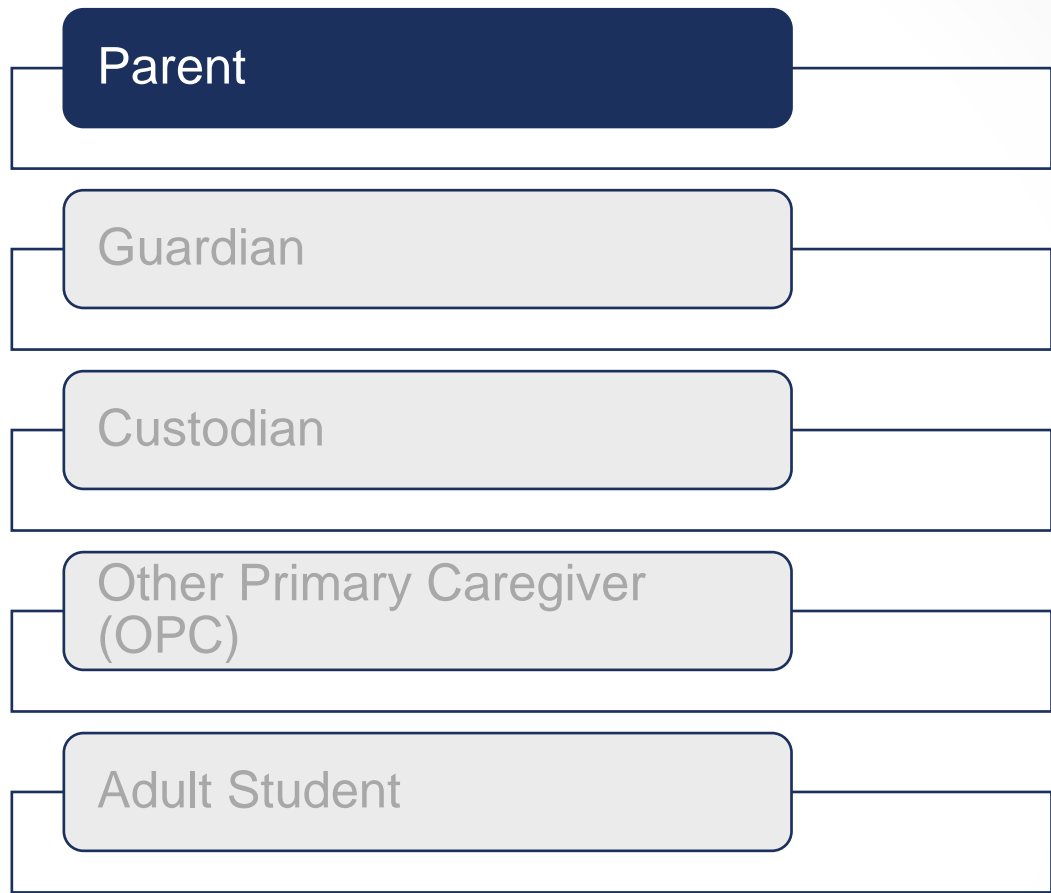 Parent
Guardian
Custodian
Other Primary Caregiver
(OPC)
Adult Student